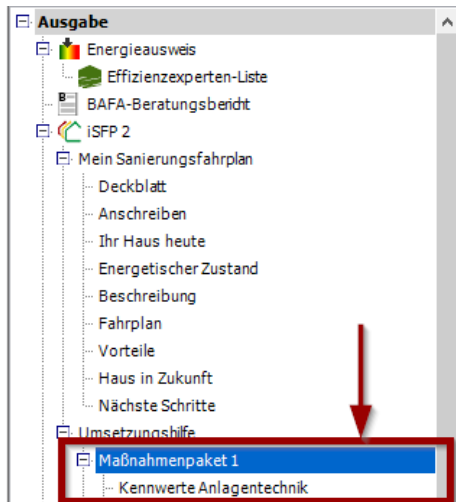 Ausgabe
Energieausweis
Effizienzexperten-Liste
BAFA-Beratungsbericht
iSFP 2
Mein Sanierungsfahrplan
Deckblatt
Anschreiben
Ihr Haus heute
Energetischer Zustand
Beschreibung
Fahrplan
Vorteile
Haus in Zukunft
Nächste Schritte
Umsetzungshilfe
Maßnahmenpaket 1
Kennwerte Anlagentechnik